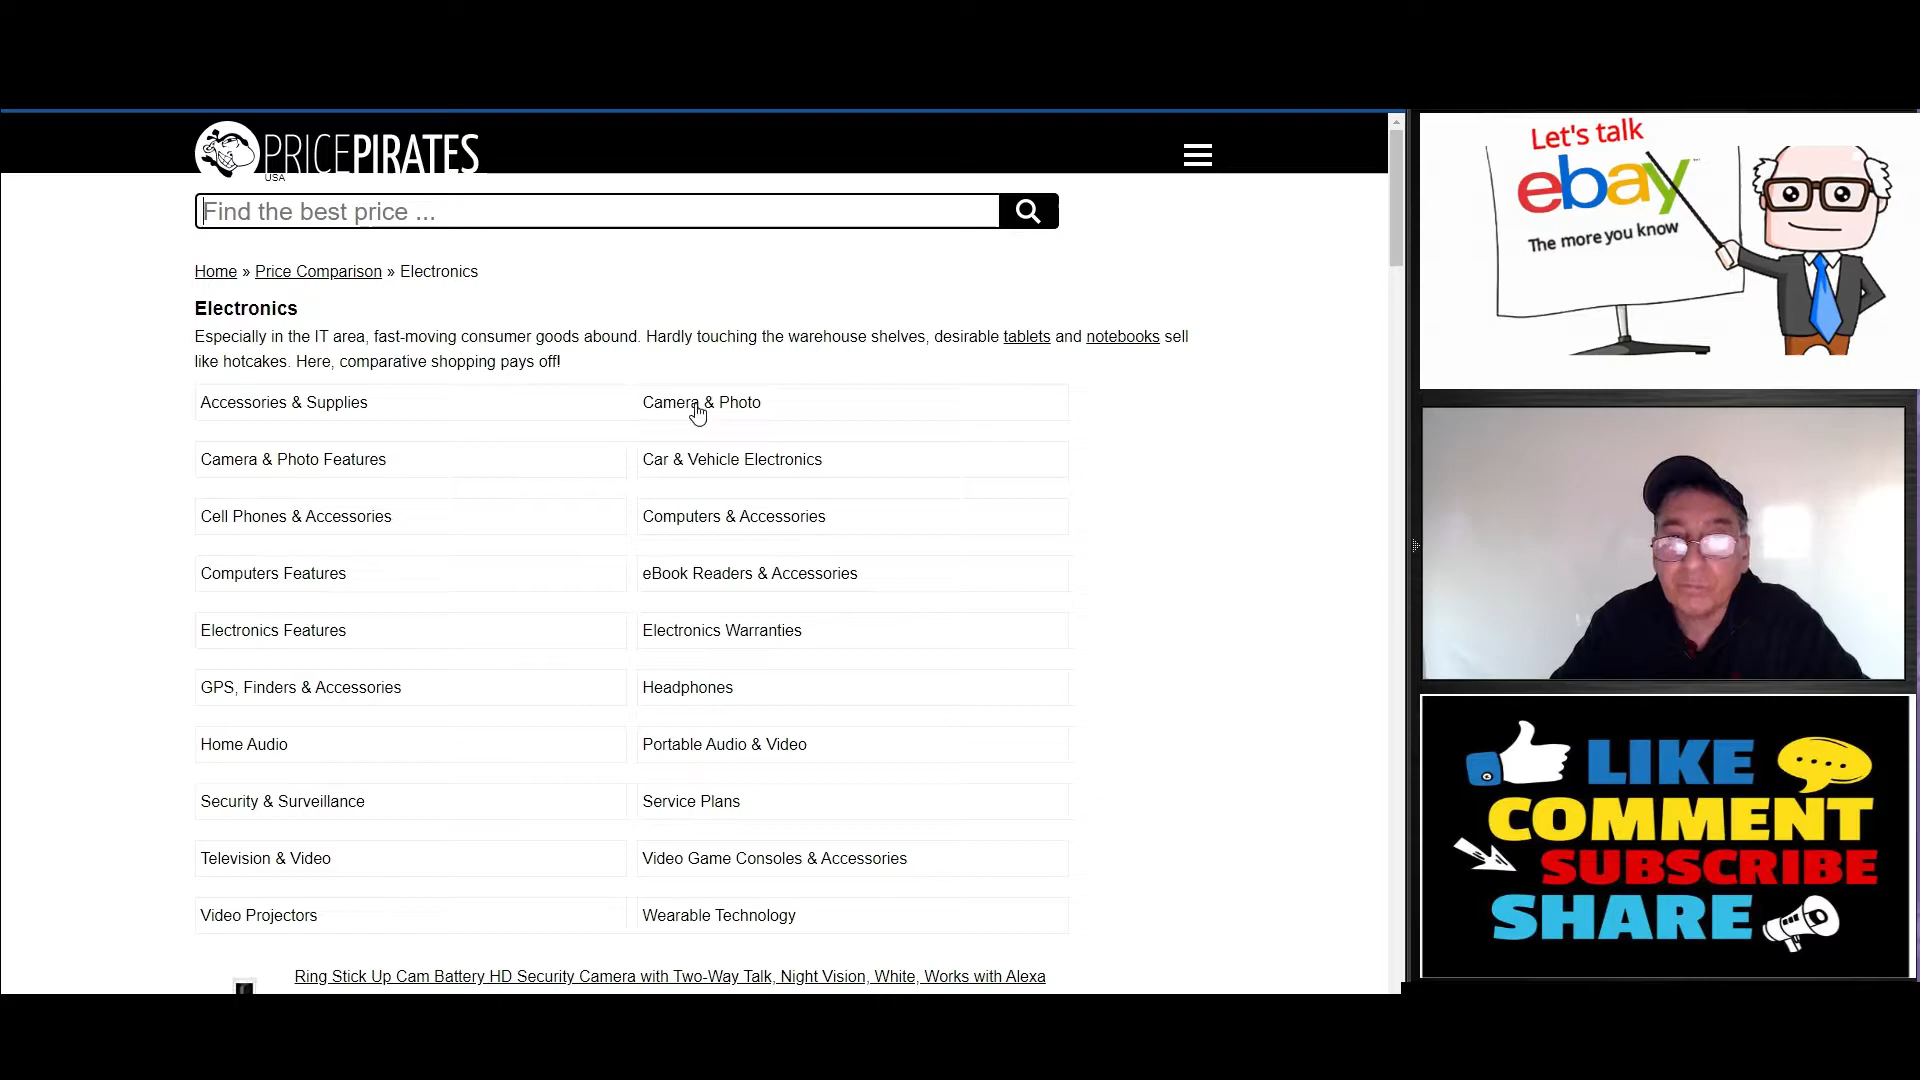 PRICEPIRATES
USA
Find the best price ...
Home » Price Comparison » Electronics
Electronics
Especially in the IT area, fast-moving consumer goods abound. Hardly touching the warehouse shelves, desirable tablets and notebooks sell
like hotcakes. Here, comparative shopping pays off!
Accessories & Supplies
Camera & Photo
Camera & Photo Features
Car & Vehicle Electronics
Cell Phones & Accessories
Computers & Accessories
Computers Features
eBook Readers & Accessories
Electronics Features
Electronics Warranties
GPS, Finders & Accessories
Headphones
Home Audio
Portable Audio & Video
Security & Surveillance
Service Plans
Television & Video
Video Game Consoles & Accessories
Video Projectors
Wearable Technology
Ring Stick Up Cam Battery HD Security Camera with Two-Way Talk, Night Vision, White, Works with Alexa
Let's talk
ebay
The more you know
LIKE
COMMENT
SUBSCRIBE
SHARE